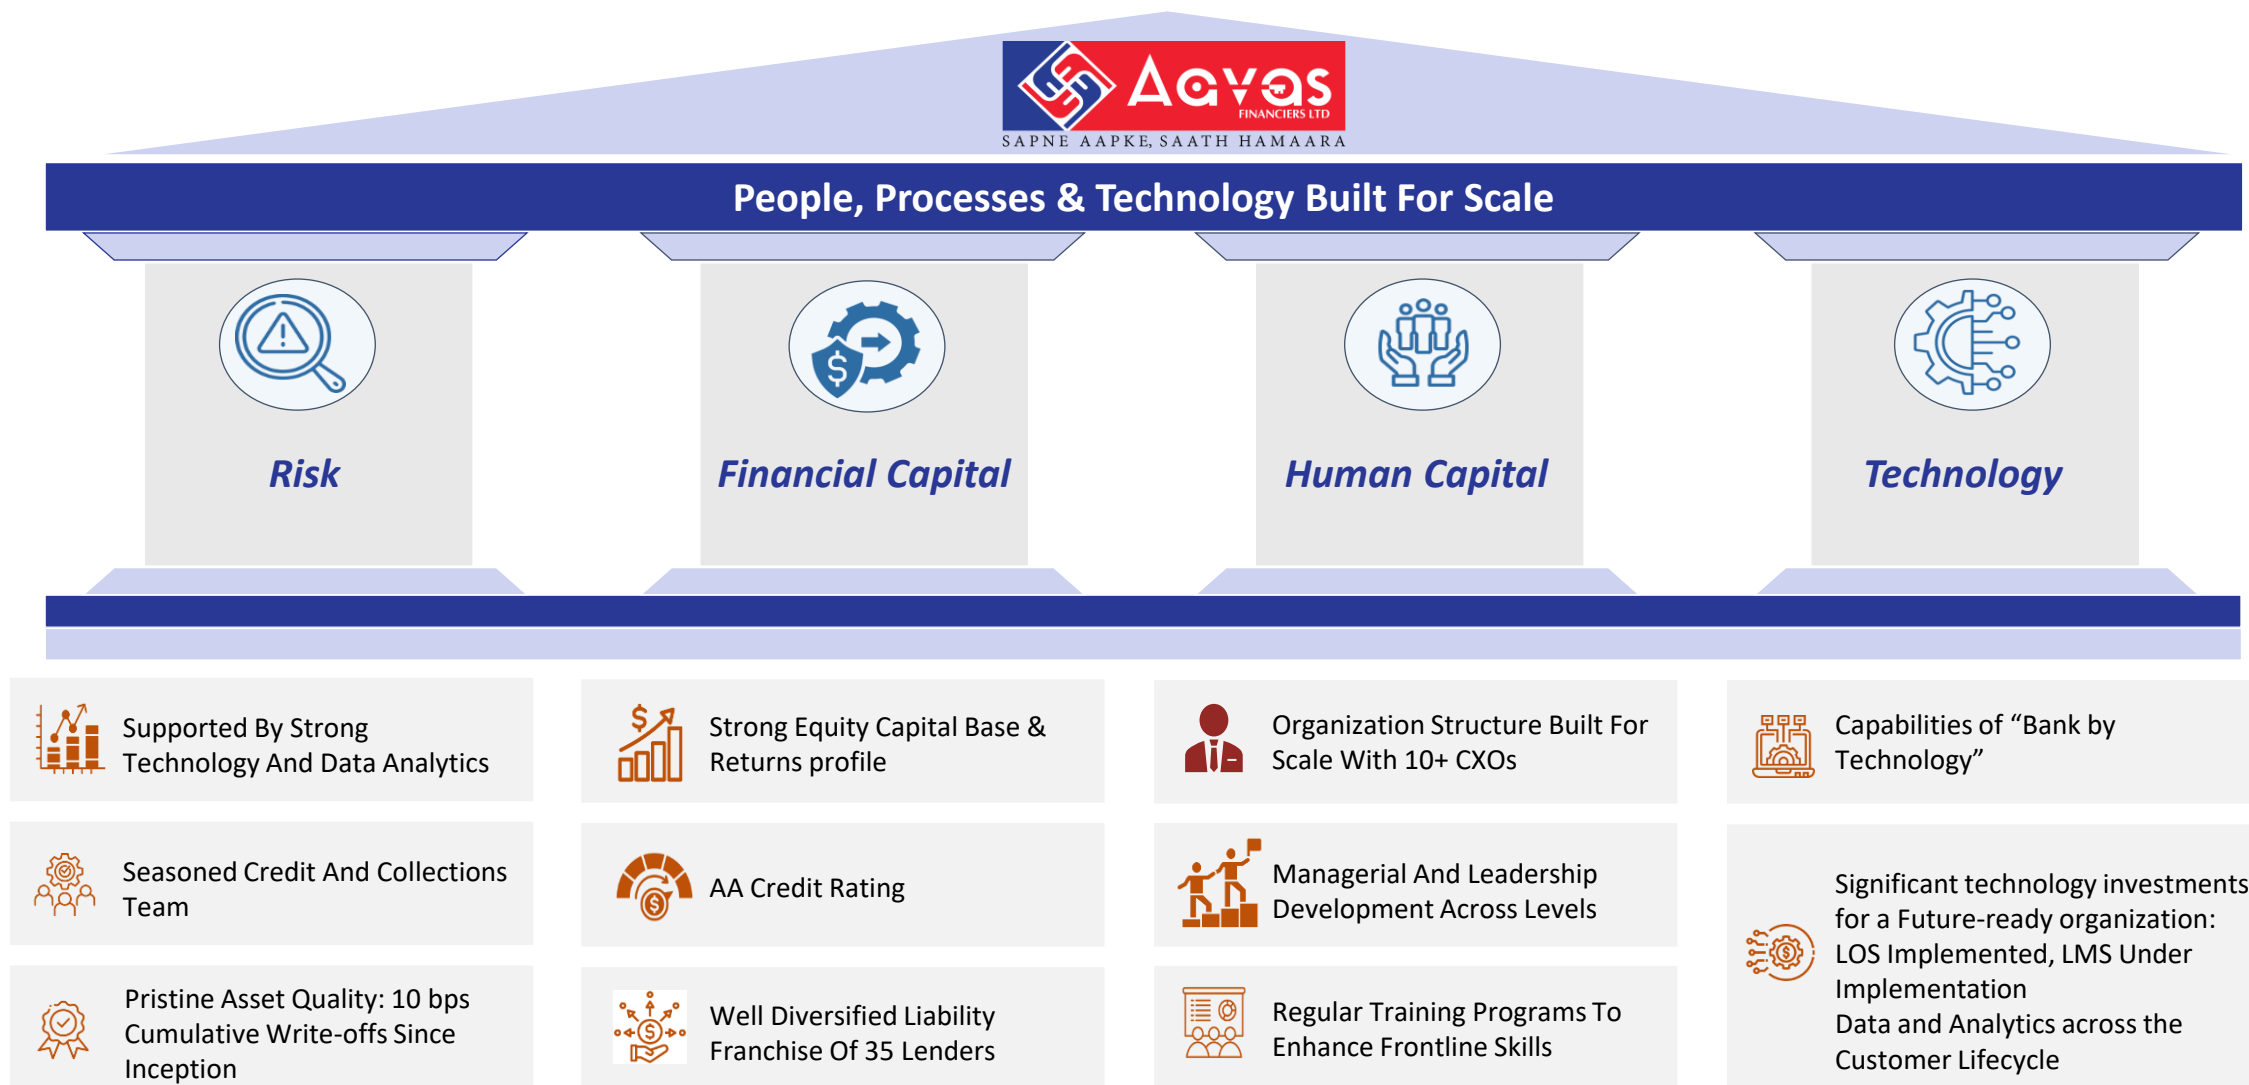 Aavas
FINANCIERS LTD
SAPNE AAPKE, SAATH HAMAARA
People, Processes & Technology Built For Scale
Risk
Financial Capital
Human Capital
Technology
Supported By Strong
Technology And Data Analytics
Seasoned Credit And Collections
Team
Pristine Asset Quality: 10 bps
Cumulative Write-offs Since
Inception
Strong Equity Capital Base &
Returns profile
AA Credit Rating
Well Diversified Liability
Franchise Of 35 Lenders
Organization Structure Built For
Scale With 10+ CXOs
Managerial And Leadership
Development Across Levels
Regular Training Programs To
Enhance Frontline Skills
Capabilities of “Bank by
Technology”
Significant technology investments
for a Future-ready organization:
LOS Implemented, LMS Under
Implementation
Data and Analytics across the
Customer Lifecycle